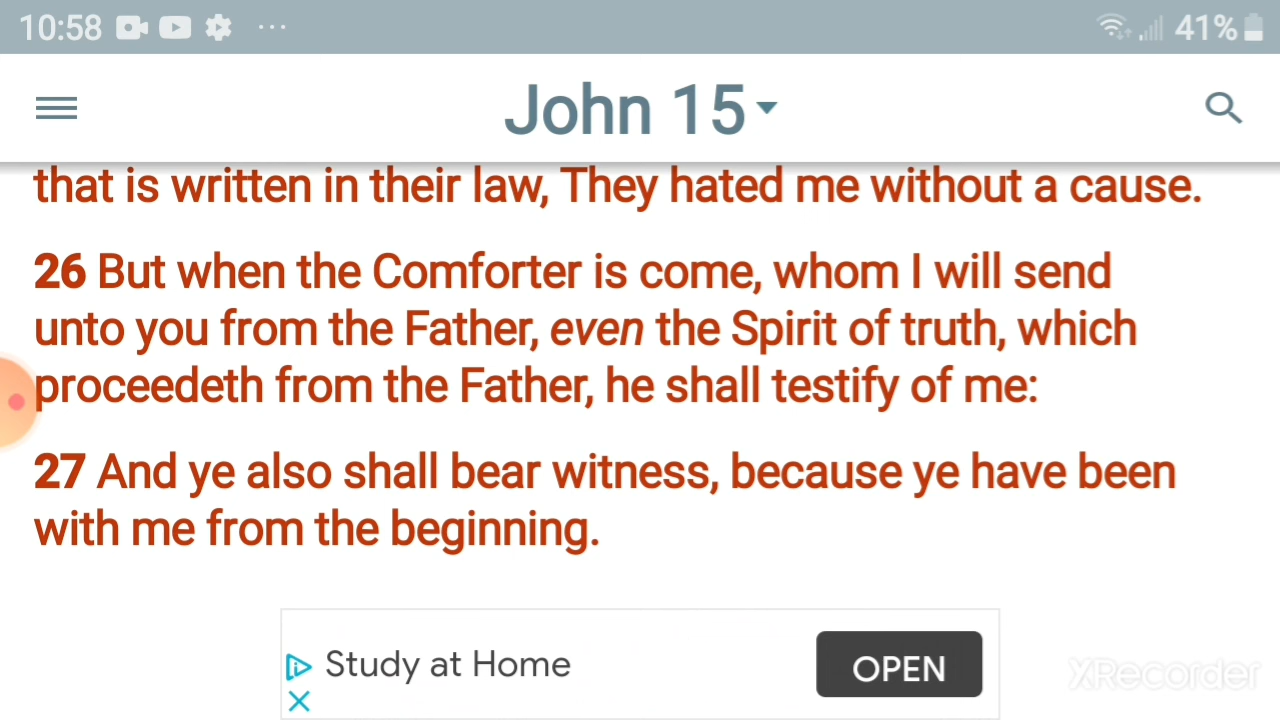 10:58 ... 41%
John 15
that is written in their law, They hated me without a cause.
26 But when the Comforter is come, whom I will send
unto you from the Father, even the Spirit of truth, which
proceedeth from the Father, he shall testify of me:
27 And ye also shall bear witness, because ye have been
with me from the beginning.
Study at Home OPEN
XRecorder